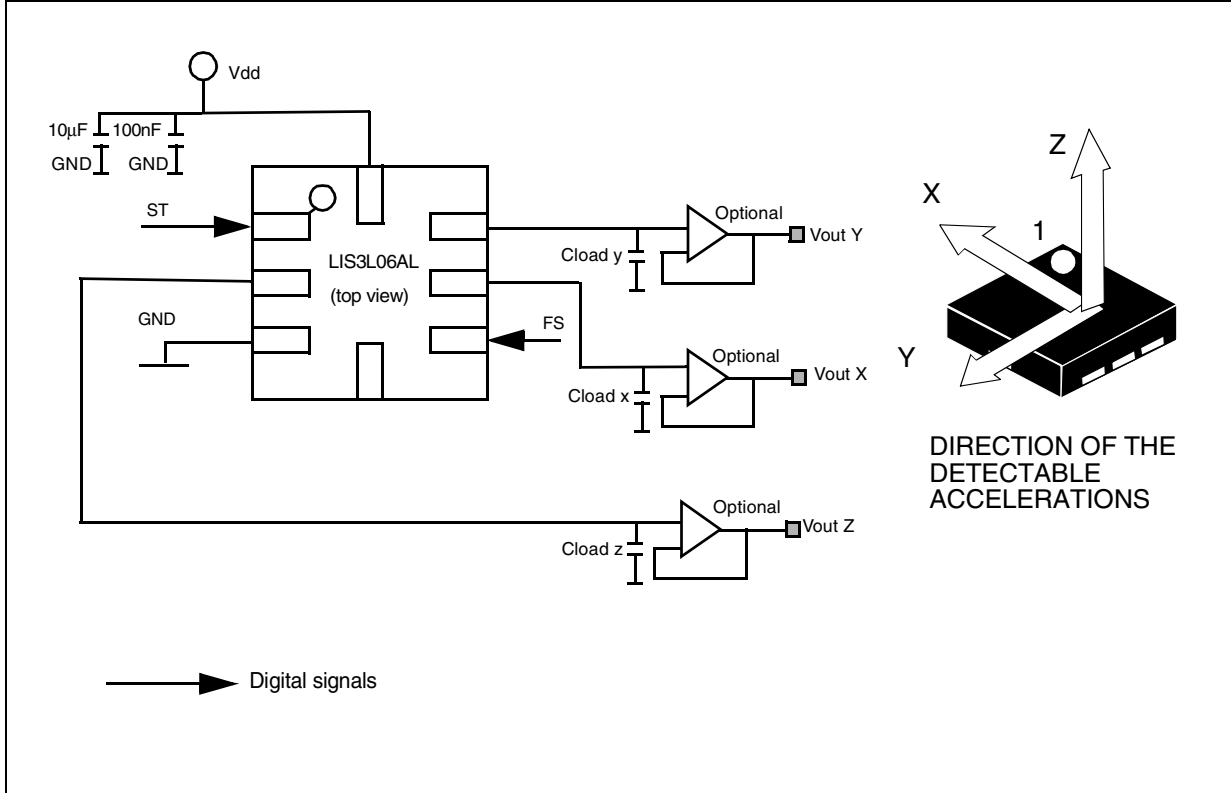 Vdd
10μF 100nF
GND GND
ST
LIS3L06AL
(top view)
GND
FS
Optional
Cload y
Vout Y
Optional
Cload x
Vout X
Optional
Cload z
Vout Z
Digital signals
Z
X
1
Y
DIRECTION OF THE
DETECTABLE
ACCELERATIONS